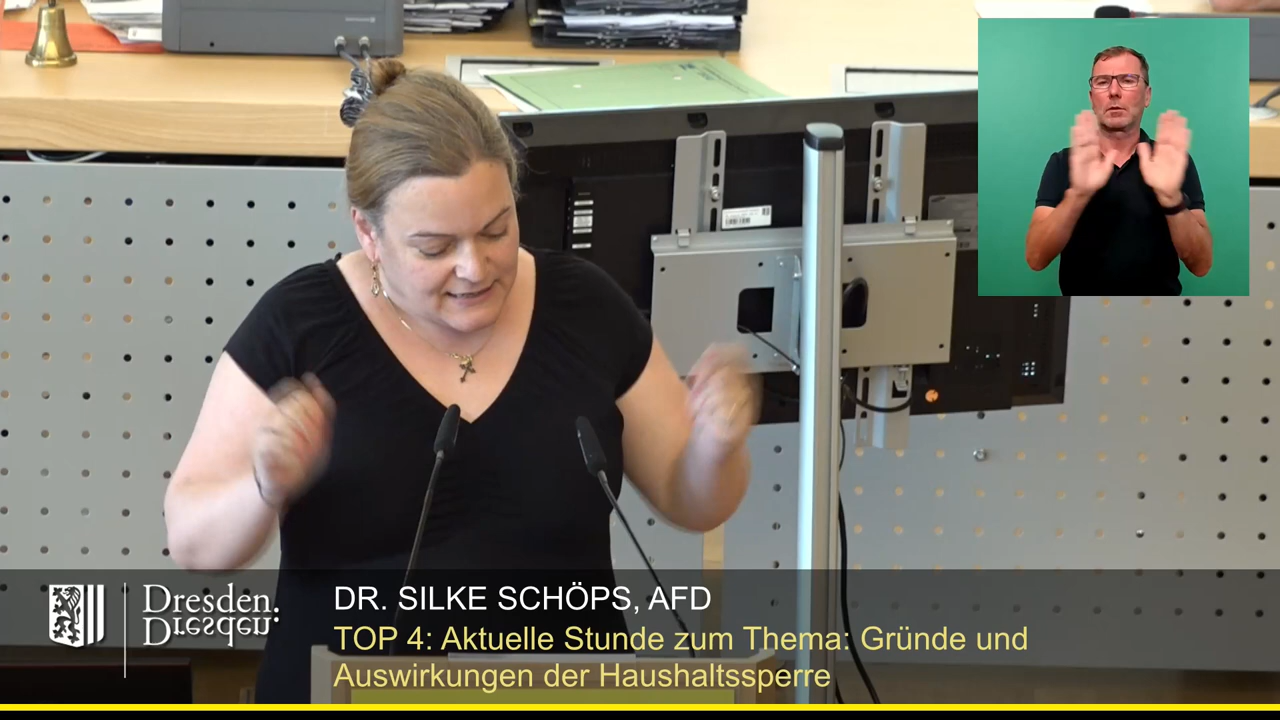 Dresden.
Dresden.
DR. SILKE SCHÖPS, AFD
TOP 4: Aktuelle Stunde zum Thema: Gründe und
Auswirkungen der Haushaltssperre